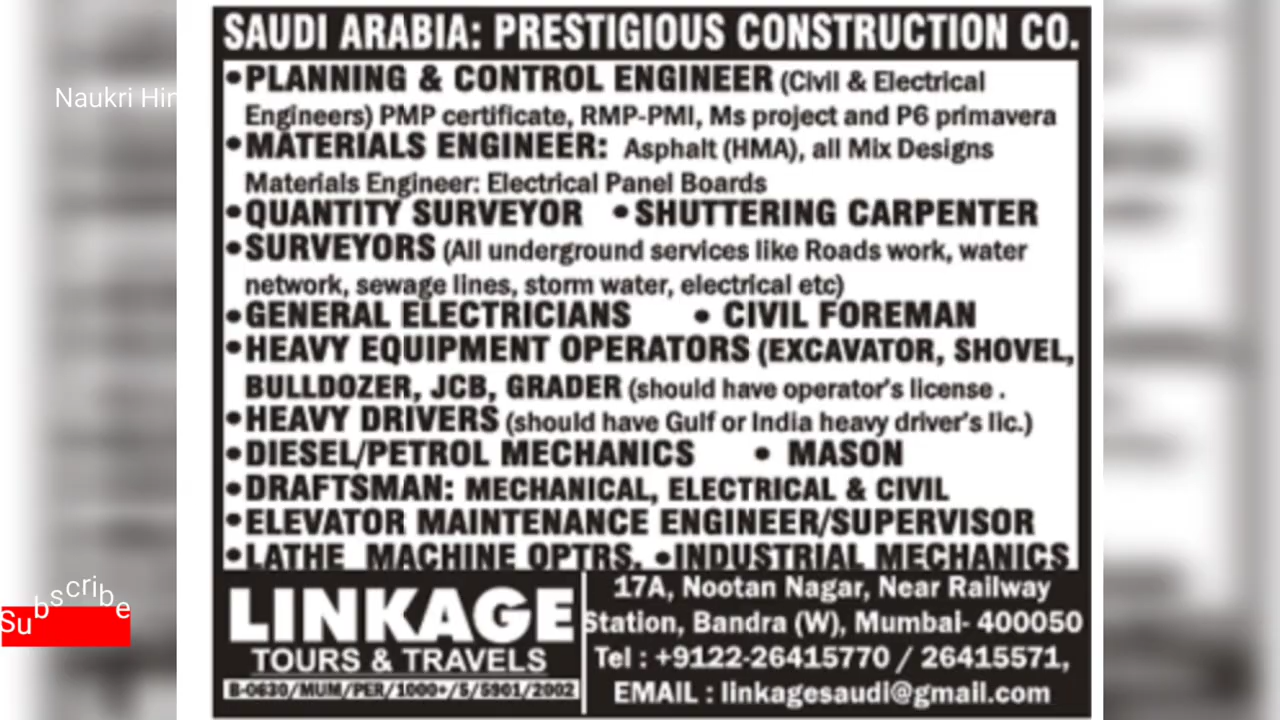 SAUDI ARABIA: PRESTIGIOUS CONSTRUCTION CO.
•PLANNING & CONTROL ENGINEER (Civil & Electrical
Engineers) PMP certificate, RMP-PMI, Ms project and P6 primavera
•MATERIALS ENGINEER: Asphalt (HMA), all Mix Designs
Materials Engineer: Electrical Panel Boards
•QUANTITY SURVEYOR •SHUTTERING CARPENTER
•SURVEYORS (All underground services like Roads work, water
network, sewage lines, storm water, electrical etc)
•GENERAL ELECTRICIANS • CIVIL FOREMAN
•HEAVY EQUIPMENT OPERATORS (EXCAVATOR, SHOVEL,
BULLDOZER, JCB, GRADER (should have operator's license .
•HEAVY DRIVERS (should have Gulf or India heavy driver's lic.)
•DIESEL/PETROL MECHANICS • MASON
•DRAFTSMAN: MECHANICAL, ELECTRICAL & CIVIL
•ELEVATOR MAINTENANCE ENGINEER/SUPERVISOR
•LATHE MACHINE OPTRS. •INDUSTRIAL MECHANICS
LINKAGE
TOURS & TRAVELS
B-0630/MUM/PER/1000+/5/5901/2002
17A, Nootan Nagar, Near Railway
Station, Bandra (W), Mumbai- 400050
Tel : +9122-26415770 / 26415571,
EMAIL : linkagesaudi@gmail.com
Naukri Hin
Subscribe